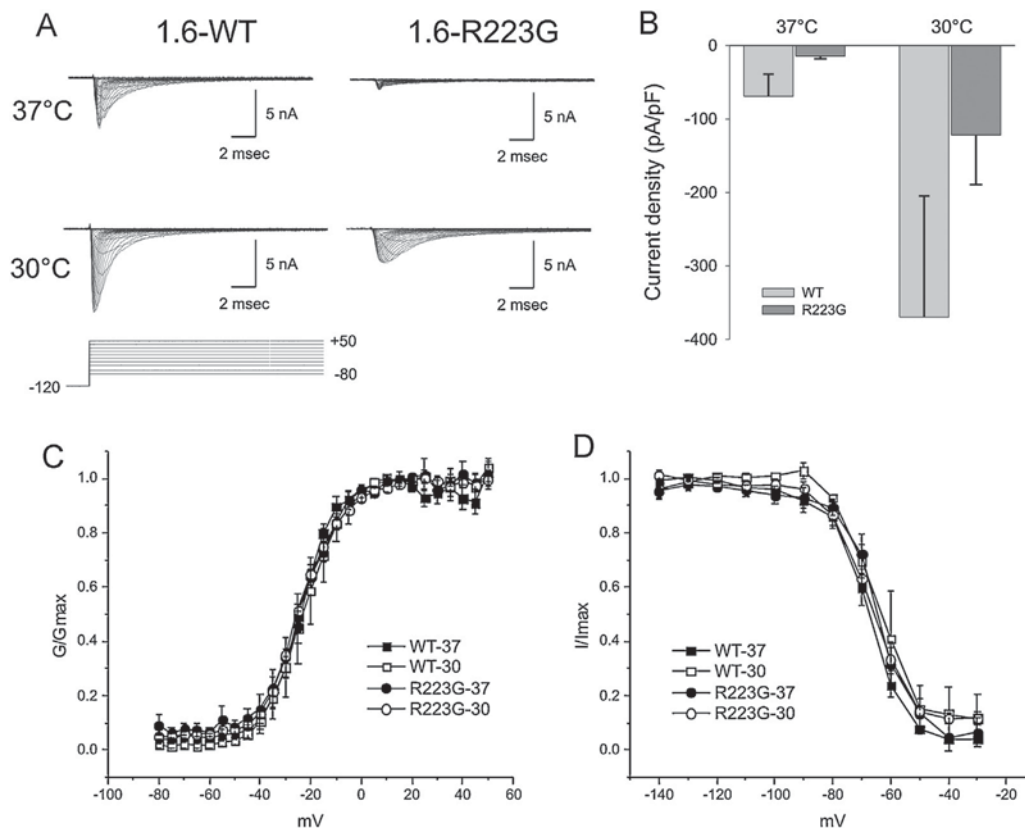 A
1.6-WT
1.6-R223G
37°C
5 nA
2 msec
5 nA
2 msec
30°C
5 nA
2 msec
5 nA
2 msec
+50
-80
-120
B
37°C
30°C
0
-100
-200
-300
-400
Current density (pA/pF)
WT
R223G
C
1.0
0.8
0.6
0.4
0.2
0.0
G/Gmax
WT-37
WT-30
R223G-37
R223G-30
-100
-80
-60
-40
-20
0
20
40
60
mV
D
1.0
0.8
0.6
0.4
0.2
0.0
I/Imax
WT-37
WT-30
R223G-37
R223G-30
-140
-120
-100
-80
-60
-40
-20
mV